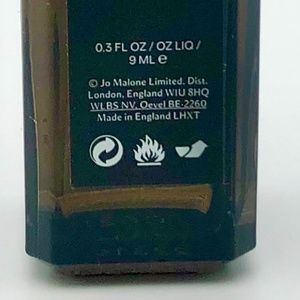 0.3 FL OZ / OZ LIQ /
9 ML ℮
© Jo Malone Limited, Dist.
London, England W1U 8HQ
WLBS NV, Oevel BE-2260
Made in England LHXT